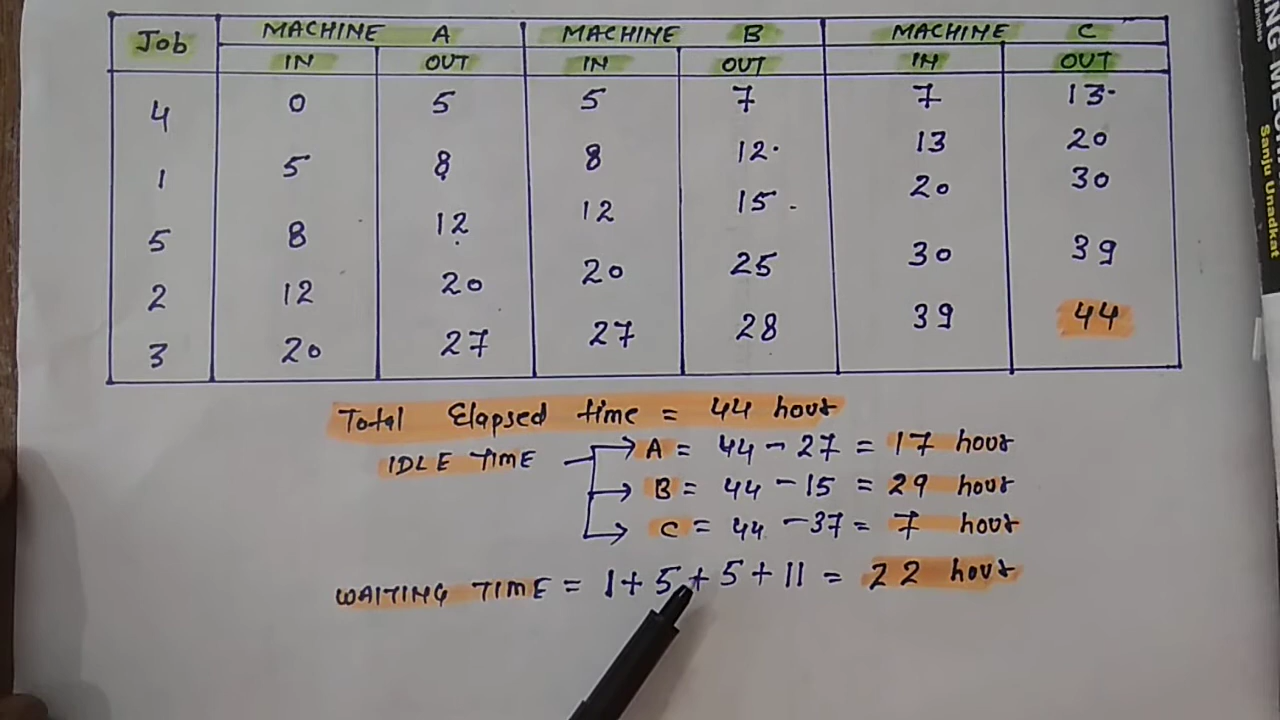 Job MACHINE A MACHINE B MACHINE C
IN OUT IN OUT IN OUT
4 0 5 5 7 7 13
1 5 8 8 12 13 20
5 8 12 12 15 20 30
2 12 20 20 25 30 39
3 20 27 27 28 39 44
Total Elapsed time = 44 hour
IDLE TIME → A = 44 - 27 = 17 hour
→ B = 44 - 15 = 29 hour
→ C = 44 - 37 = 7 hour
WAITING TIME = 1 + 5 + 5 + 11 = 22 hour
Sanju Unadkat